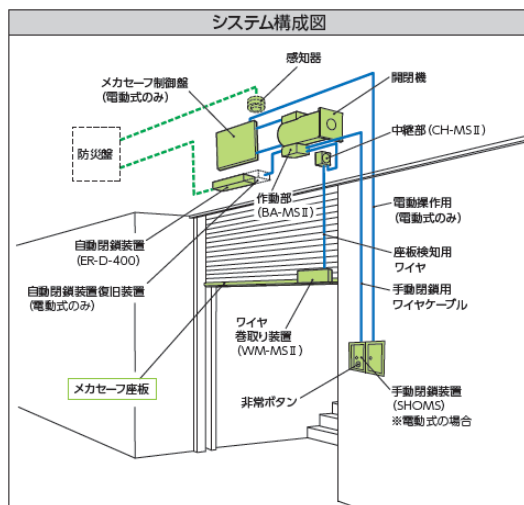 システム構成図
感知器
メカセーフ制御盤
(電動式のみ)
開閉機
中継部(CH-MSⅡ)
防災盤
作動部
(BA-MSⅡ)
電動操作用
(電動式のみ)
自動閉鎖装置
(ER-D-400)
座板検知用
ワイヤ
自動閉鎖装置復旧装置
(電動式のみ)
手動閉鎖用
ワイヤケーブル
ワイヤ
巻取り装置
(WM-MSⅡ)
メカセーフ座板
非常ボタン
手動閉鎖装置
(SHOMS)
※電動式の場合